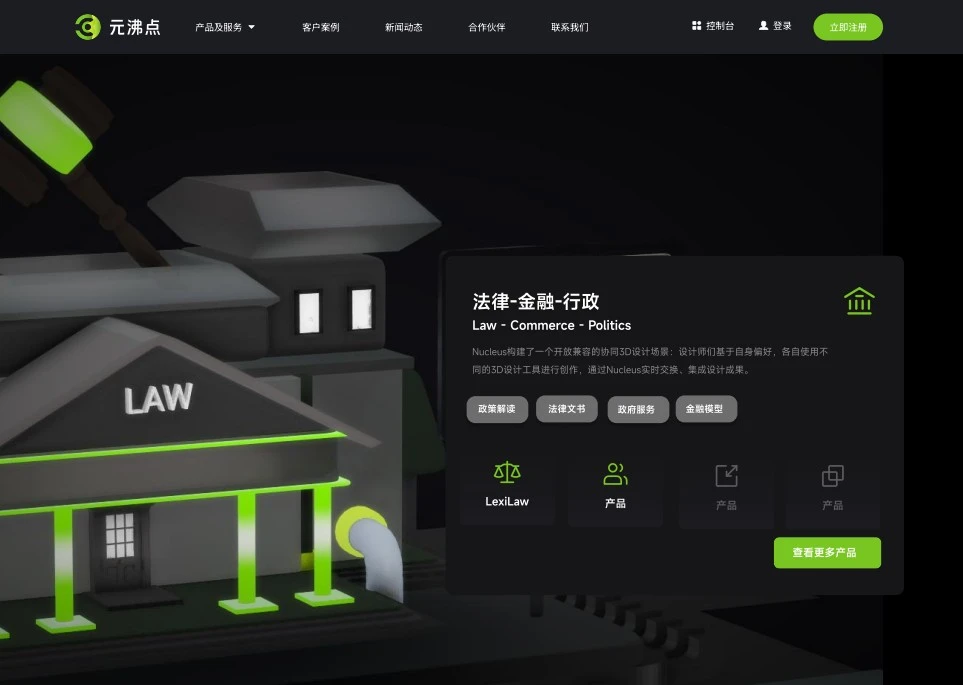 元沸点
产品及服务
客户案例
新闻动态
合作伙伴
联系我们
控制台
登录
立即注册
LAW
法律-金融-行政
Law - Commerce - Politics
Nucleus构建了一个开放兼容的协同3D设计场景：设计师们基于自身偏好，各自使用不
同的3D设计工具进行创作，通过Nucleus实时交换、集成设计成果。
政策解读
法律文书
政府服务
金融模型
LexiLaw
产品
产品
产品
查看更多产品